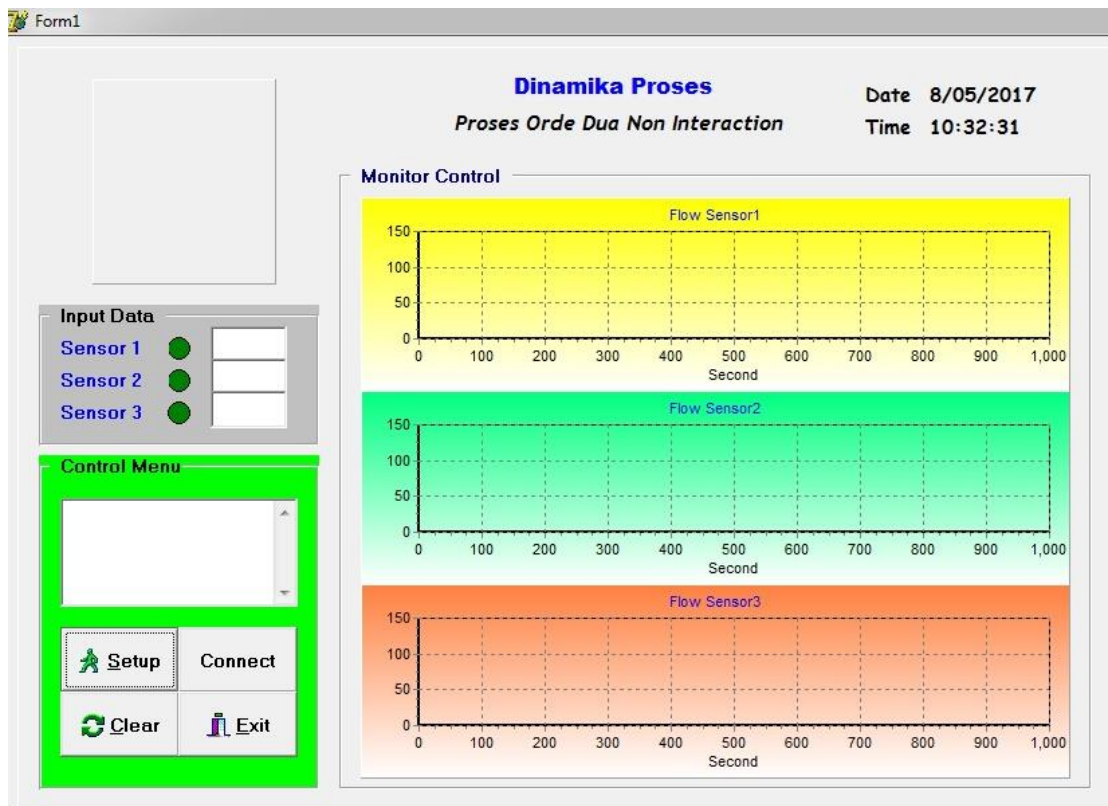 Form1
Dinamika Proses
Proses Orde Dua Non Interaction
Date 8/05/2017
Time 10:32:31
Input Data
Sensor 1
Sensor 2
Sensor 3
Control Menu
Setup Connect
Clear Exit
Monitor Control
Flow Sensor1
150
100
50
0
0 100 200 300 400 500 600 700 800 900 1,000
Second
Flow Sensor2
150
100
50
0
0 100 200 300 400 500 600 700 800 900 1,000
Second
Flow Sensor3
150
100
50
0
0 100 200 300 400 500 600 700 800 900 1,000
Second